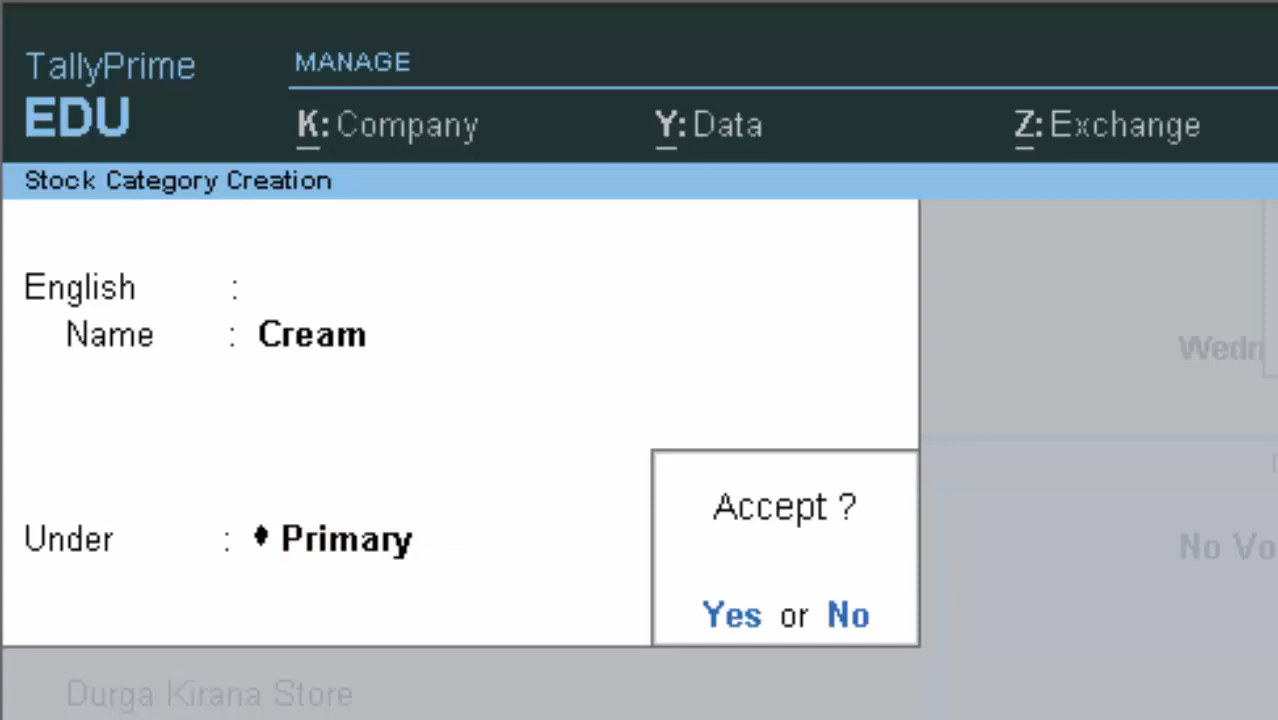 TallyPrime
EDU
MANAGE
K: Company Y: Data Z: Exchange
Stock Category Creation
English :
Name : Cream
Under : ♦ Primary
Accept ?
Yes or No
No
Durga Kirana Store